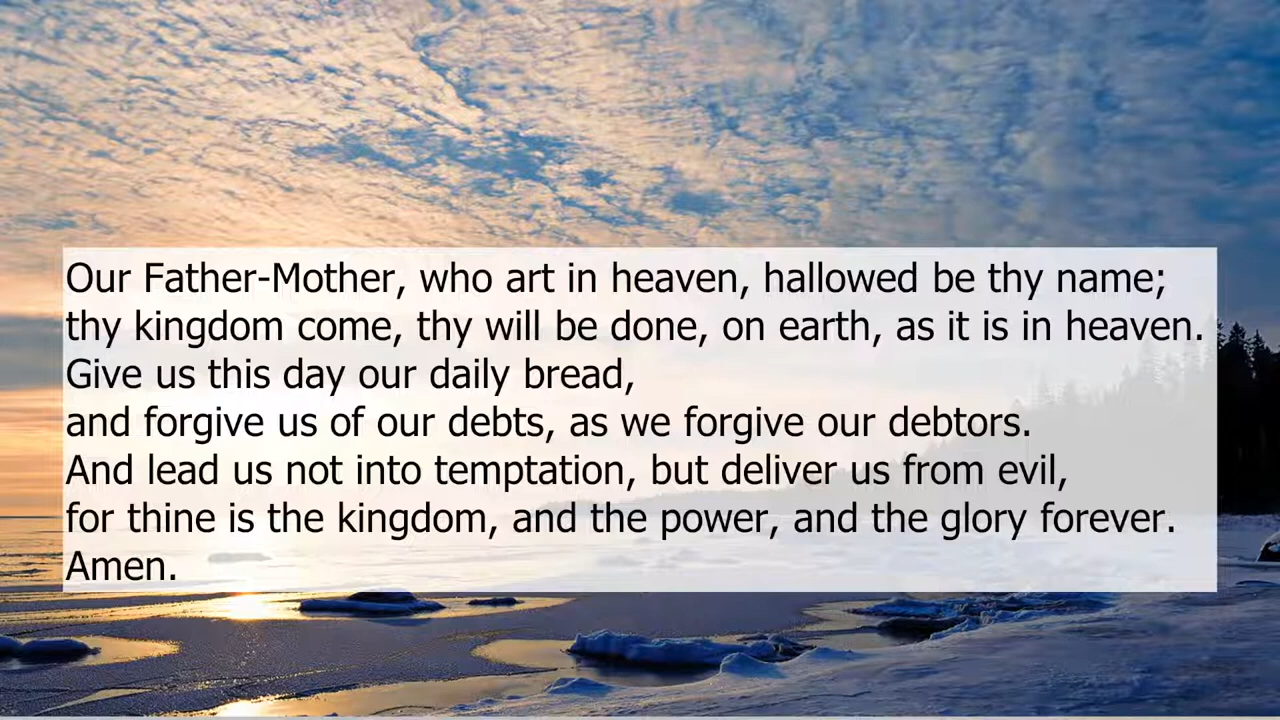 Our Father-Mother, who art in heaven, hallowed be thy name;
thy kingdom come, thy will be done, on earth, as it is in heaven.
Give us this day our daily bread,
and forgive us of our debts, as we forgive our debtors.
And lead us not into temptation, but deliver us from evil,
for thine is the kingdom, and the power, and the glory forever.
Amen.